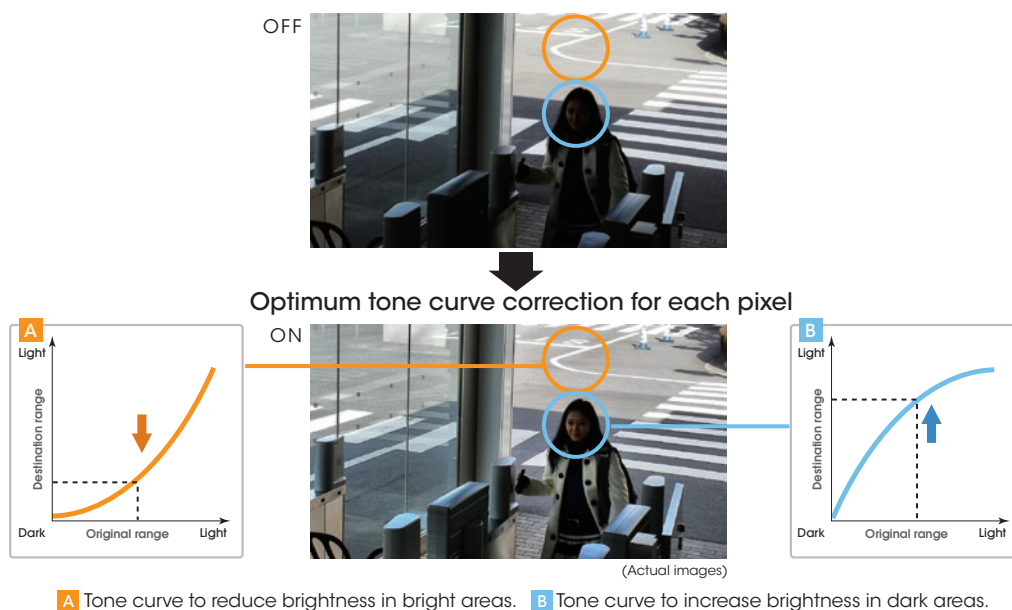 OFF
Optimum tone curve correction for each pixel
A
Light
Destination range
Dark
Original range
Light
ON
B
Light
Destination range
Dark
Original range
Light
(Actual images)
A Tone curve to reduce brightness in bright areas. B Tone curve to increase brightness in dark areas.